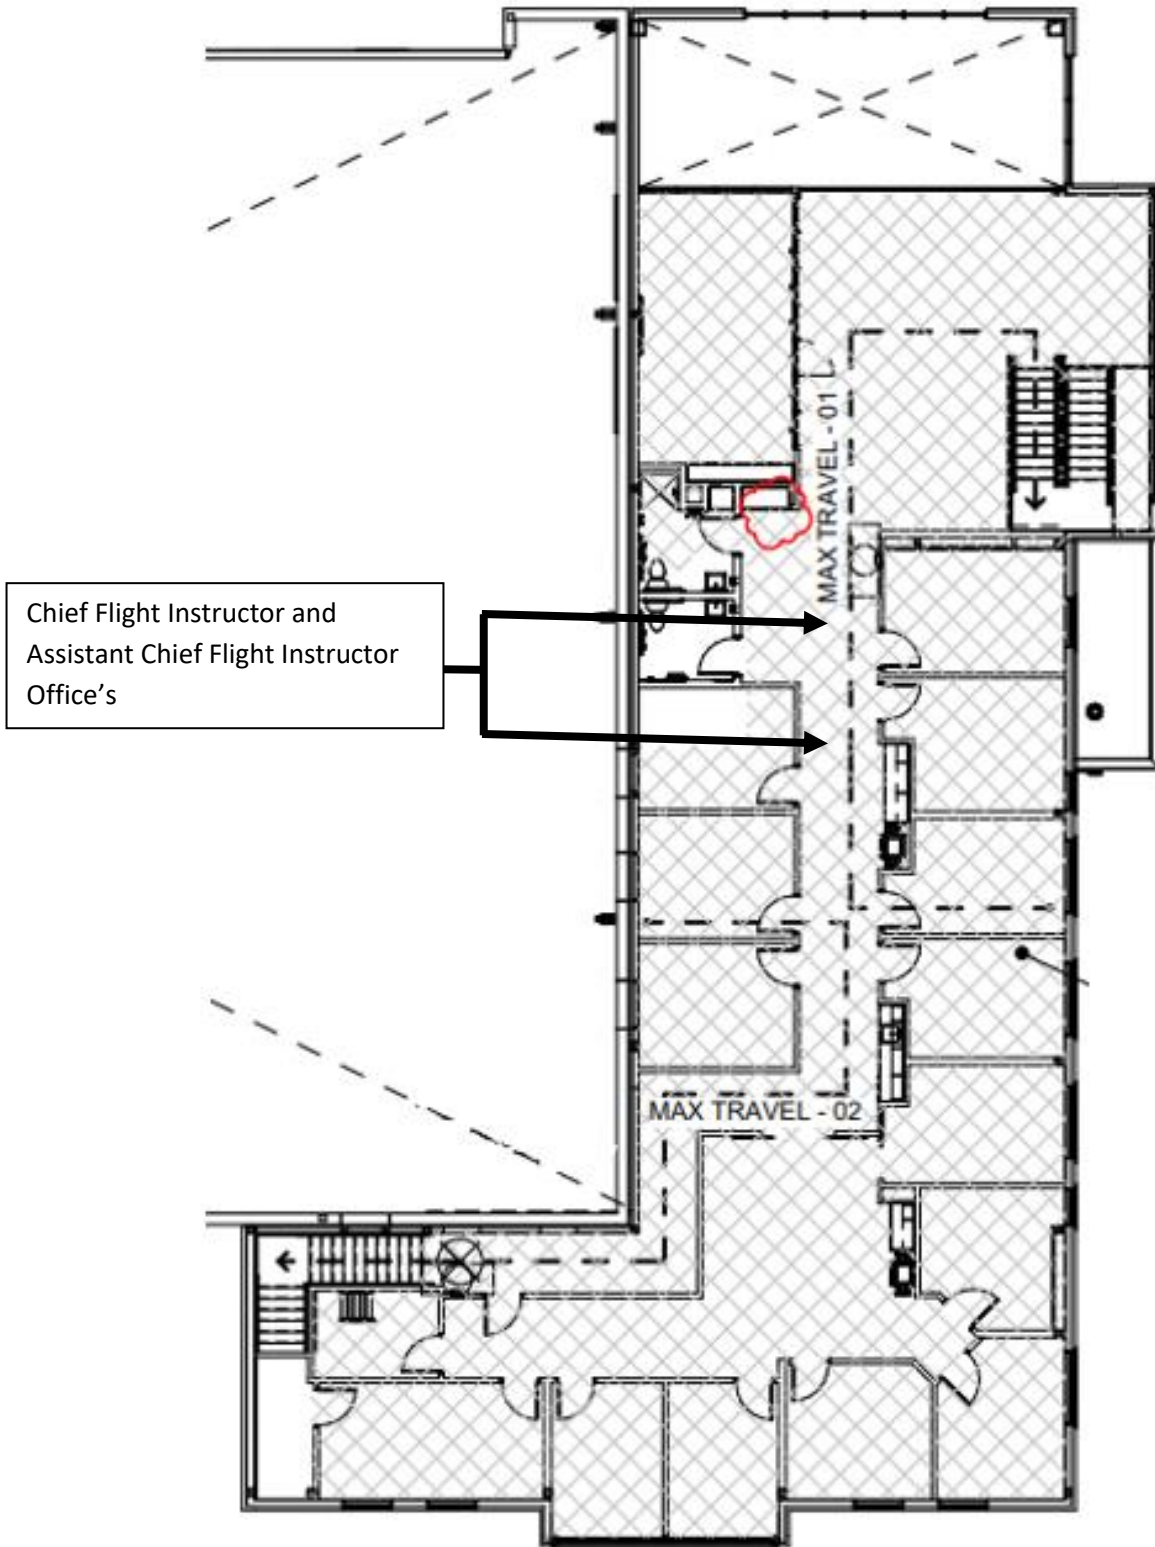 MAX TRAVEL - 01
Chief Flight Instructor and
Assistant Chief Flight Instructor
Office’s
MAX TRAVEL - 02